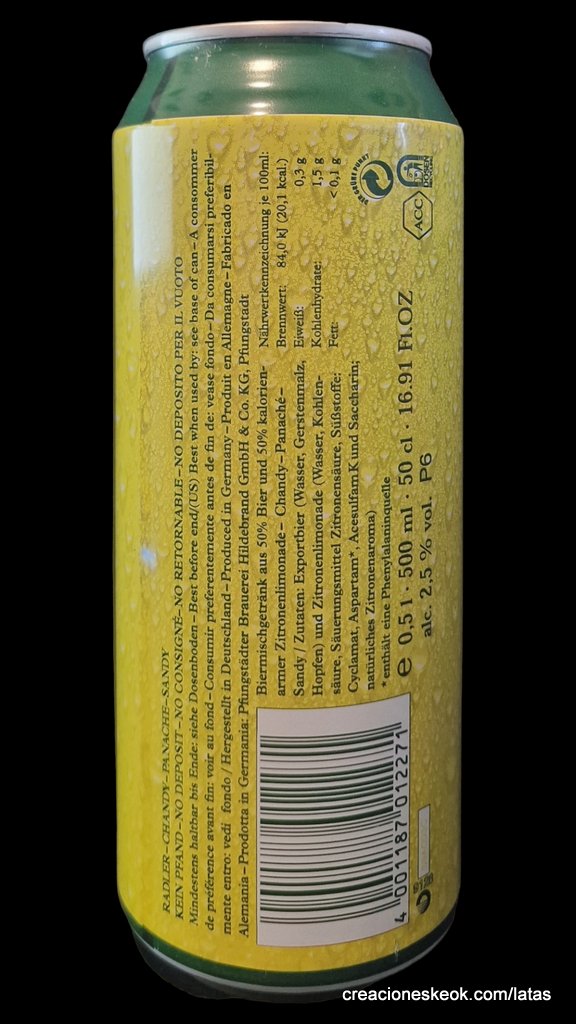 RADLER–CHANDY–PANACHÉ–SANDY
KEIN PFAND–NO DEPOSIT–NO CONSIGNÉ–NO RETORNABLE–NO DEPOSITO PER IL VUOTO
Mindestens haltbar bis Ende: siehe Dosenboden–Best before end/(US) Best when used by: see base of can–A consommer
de préférence avant fin: voir au fond–Consumir preferentemente antes de fin de: vease fondo–Da consumarsi preferibil-
mente entro: vedi fondo / Hergestellt in Deutschland–Produced in Germany–Produit en Allemagne–Fabricado en
Alemania–Prodotta in Germania: Pfungstädter Brauerei Hildebrand GmbH & Co. KG, Pfungstadt
Biermischgetränk aus 50% Bier und 50% kalorien-
armer Zitronenlimonade– Chandy–Panaché–
Sandy / Zutaten: Exportbier (Wasser, Gerstenmalz,
Hopfen) und Zitronenlimonade (Wasser, Kohlen-
säure, Säuerungsmittel Zitronensäure, Süßstoffe:
Cyclamat, Aspartam*, Acesulfam K und Saccharin;
natürliches Zitronenaroma)
*enthält eine Phenylalaninquelle
Nährwertkennzeichnung je 100ml:
Brennwert: 84,0 kJ (20,1 kcal.)
Eiweiß: 0,3 g
Kohlenhydrate: 1,5 g
Fett: < 0,1 g
e 0,5 l · 500 ml · 50 cl · 16.91 Fl.OZ
alc. 2,5 % vol. P6
DER GRÜNE PUNKT
ACC
DOSEN
4 001187 012271
creacioneskeok.com/latas